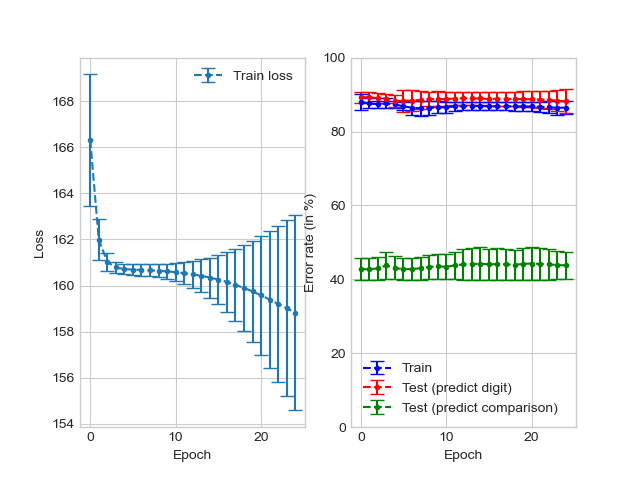 Train loss
168
166
164
162
160
158
156
154
Loss
0
10
20
Epoch
100
80
60
40
20
0
Error rate (in %)
Train
Test (predict digit)
Test (predict comparison)
0
10
20
Epoch